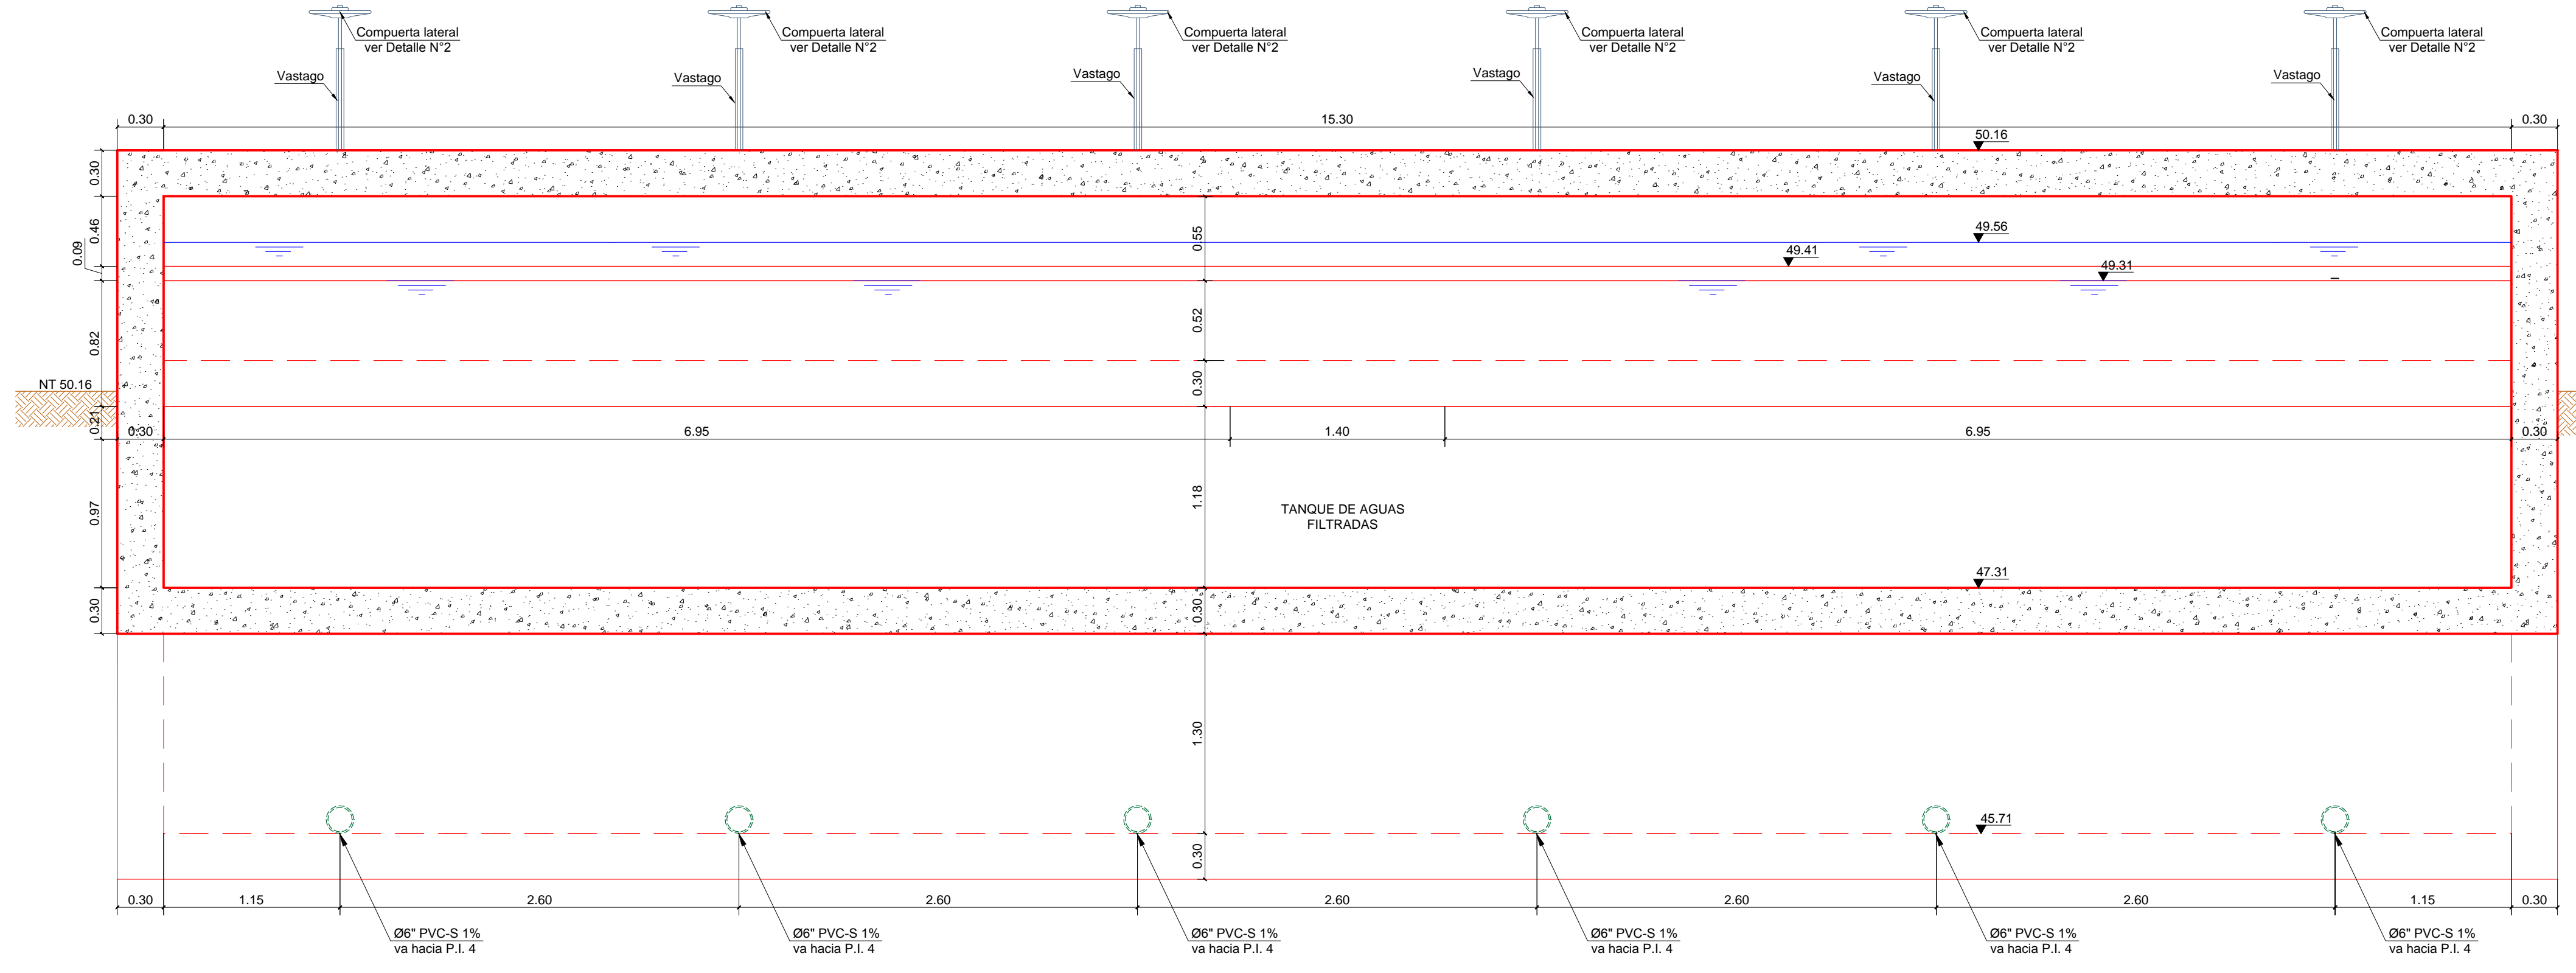 Compuerta lateral
ver Detalle N°2
Compuerta lateral
ver Detalle N°2
Compuerta lateral
ver Detalle N°2
Compuerta lateral
ver Detalle N°2
Compuerta lateral
ver Detalle N°2
Compuerta lateral
ver Detalle N°2
Vastago
Vastago
Vastago
Vastago
Vastago
Vastago
0.30
15.30
0.30
50.16
0.30
0.46
0.55
49.56
0.09
49.41
49.31
0.82
0.52
0.30
NT 50.16
0.21
0.30
6.95
1.40
6.95
0.30
0.97
1.18
TANQUE DE AGUAS
FILTRADAS
47.31
0.30
0.30
1.30
45.71
0.30
0.30
1.15
2.60
2.60
2.60
2.60
2.60
1.15
0.30
Ø6" PVC-S 1%
va hacia P.I. 4
Ø6" PVC-S 1%
va hacia P.I. 4
Ø6" PVC-S 1%
va hacia P.I. 4
Ø6" PVC-S 1%
va hacia P.I. 4
Ø6" PVC-S 1%
va hacia P.I. 4
Ø6" PVC-S 1%
va hacia P.I. 4